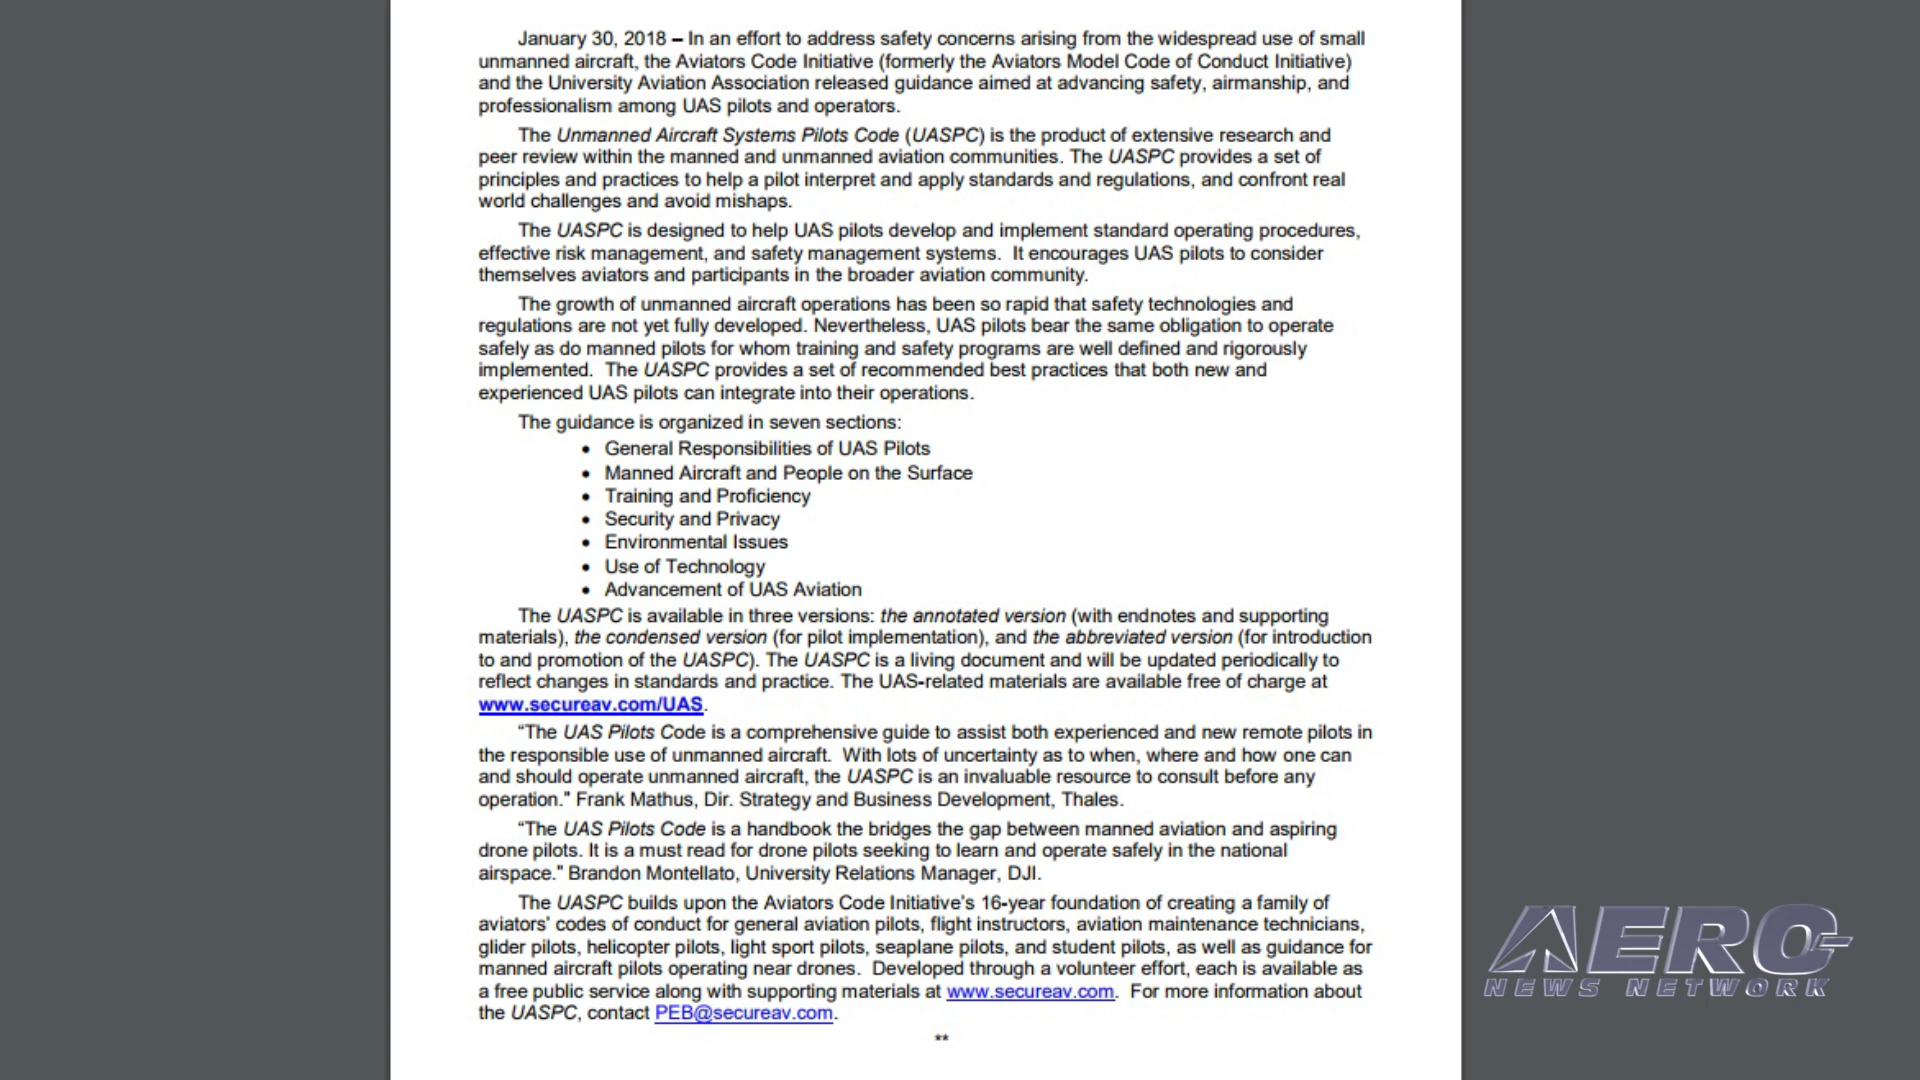 January 30, 2018 – In an effort to address safety concerns arising from the widespread use of small
unmanned aircraft, the Aviators Code Initiative (formerly the Aviators Model Code of Conduct Initiative)
and the University Aviation Association released guidance aimed at advancing safety, airmanship, and
professionalism among UAS pilots and operators.
The Unmanned Aircraft Systems Pilots Code (UASPC) is the product of extensive research and
peer review within the manned and unmanned aviation communities. The UASPC provides a set of
principles and practices to help a pilot interpret and apply standards and regulations, and confront real
world challenges and avoid mishaps.
The UASPC is designed to help UAS pilots develop and implement standard operating procedures,
effective risk management, and safety management systems. It encourages UAS pilots to consider
themselves aviators and participants in the broader aviation community.
The growth of unmanned aircraft operations has been so rapid that safety technologies and
regulations are not yet fully developed. Nevertheless, UAS pilots bear the same obligation to operate
safely as do manned pilots for whom training and safety programs are well defined and rigorously
implemented. The UASPC provides a set of recommended best practices that both new and
experienced UAS pilots can integrate into their operations.
The guidance is organized in seven sections:
• General Responsibilities of UAS Pilots
• Manned Aircraft and People on the Surface
• Training and Proficiency
• Security and Privacy
• Environmental Issues
• Use of Technology
• Advancement of UAS Aviation
The UASPC is available in three versions: the annotated version (with endnotes and supporting
materials), the condensed version (for pilot implementation), and the abbreviated version (for introduction
to and promotion of the UASPC). The UASPC is a living document and will be updated periodically to
reflect changes in standards and practice. The UAS-related materials are available free of charge at
www.secureav.com/UAS.
“The UAS Pilots Code is a comprehensive guide to assist both experienced and new remote pilots in
the responsible use of unmanned aircraft. With lots of uncertainty as to when, where and how one can
and should operate unmanned aircraft, the UASPC is an invaluable resource to consult before any
operation." Frank Mathus, Dir. Strategy and Business Development, Thales.
“The UAS Pilots Code is a handbook the bridges the gap between manned aviation and aspiring
drone pilots. It is a must read for drone pilots seeking to learn and operate safely in the national
airspace." Brandon Montellato, University Relations Manager, DJI.
The UASPC builds upon the Aviators Code Initiative’s 16-year foundation of creating a family of
aviators’ codes of conduct for general aviation pilots, flight instructors, aviation maintenance technicians,
glider pilots, helicopter pilots, light sport pilots, seaplane pilots, and student pilots, as well as guidance for
manned aircraft pilots operating near drones. Developed through a volunteer effort, each is available as
a free public service along with supporting materials at www.secureav.com. For more information about
the UASPC, contact PEB@secureav.com.
**
AERO-
NEWS NETWORK